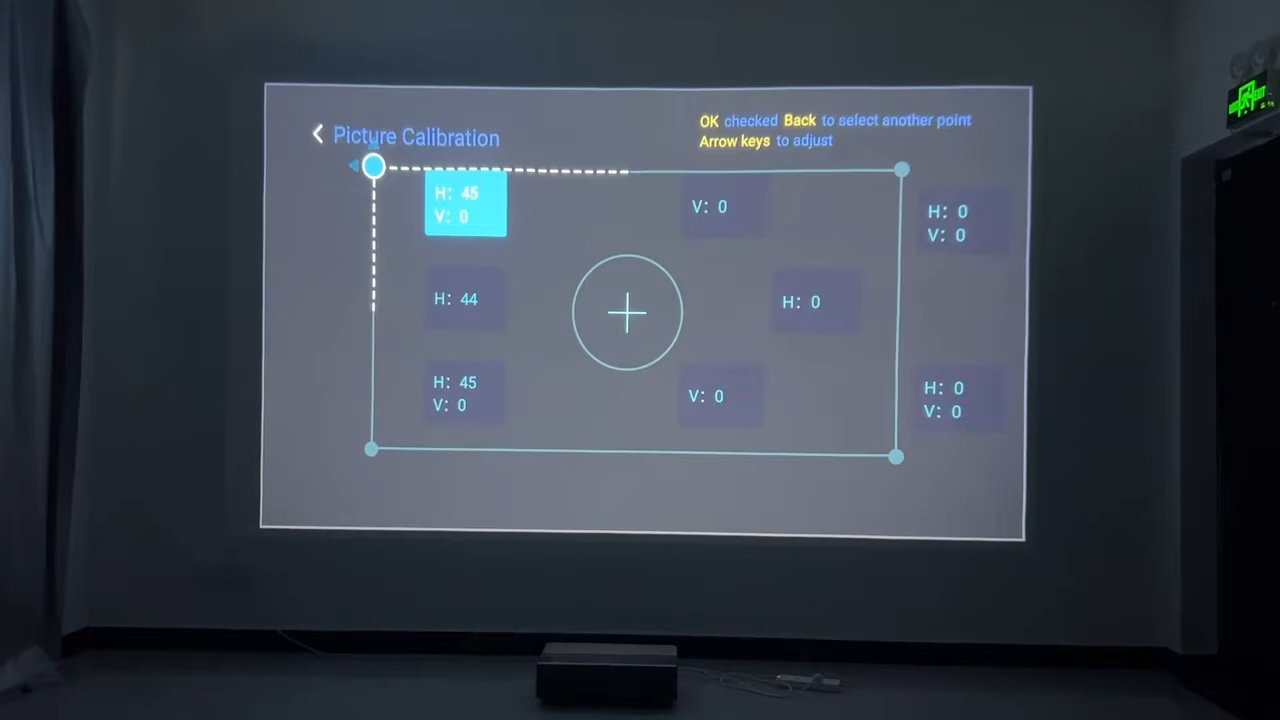 Picture Calibration
OK checked Back to select another point
Arrow keys to adjust
H: 45
V: 0
V: 0
H: 0
V: 0
H: 44
H: 0
H: 45
V: 0
V: 0
H: 0
V: 0